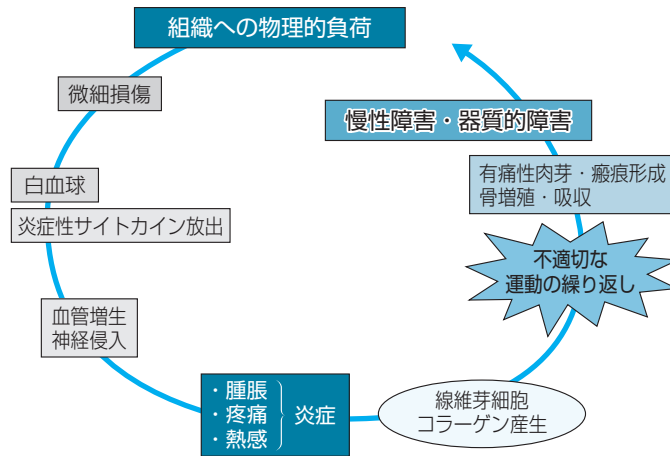 組織への物理的負荷
微細損傷
白血球
炎症性サイトカイン放出
血管増生
神経侵入
・腫脹
・疼痛
・熱感
炎症
線維芽細胞
コラーゲン産生
不適切な
運動の繰り返し
有痛性肉芽・瘢痕形成
骨増殖・吸収
慢性障害・器質的障害